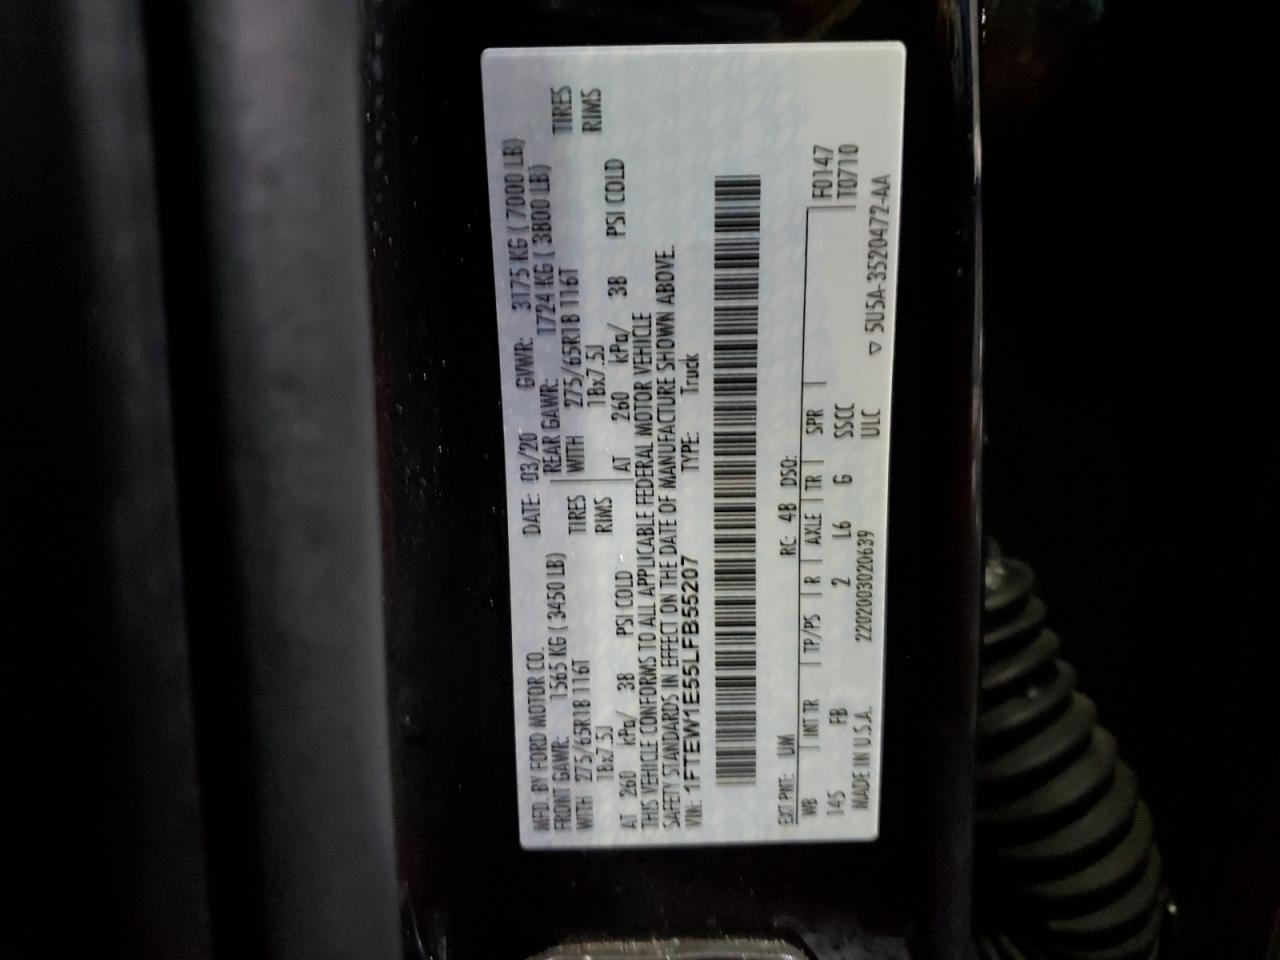 MFD. BY FORD MOTOR CO.
DATE: 03/20 GVWR: 3175 KG ( 7000 LB)
FRONT GAWR: 1565 KG ( 3450 LB)
REAR GAWR: 1724 KG ( 3800 LB)
WITH 275/65R18 116T TIRES
WITH 275/65R18 116T TIRES
18x7.5J RIMS
18x7.5J RIMS
AT 260 kPa/ 38 PSI COLD
AT 260 kPa/ 38 PSI COLD
THIS VEHICLE CONFORMS TO ALL APPLICABLE FEDERAL MOTOR VEHICLE
SAFETY STANDARDS IN EFFECT ON THE DATE OF MANUFACTURE SHOWN ABOVE.
VIN: 1FTEW1E55LFB55207 TYPE: Truck
EXT PNT: UM RC: 48 DSO:
WB INT TR TP/PS R AXLE TR SPR F0147
145 FB 2 L6 G SSCC T0710
MADE IN U.S.A. 2202003020639 ULC
▽ 5U5A-3520472-AA